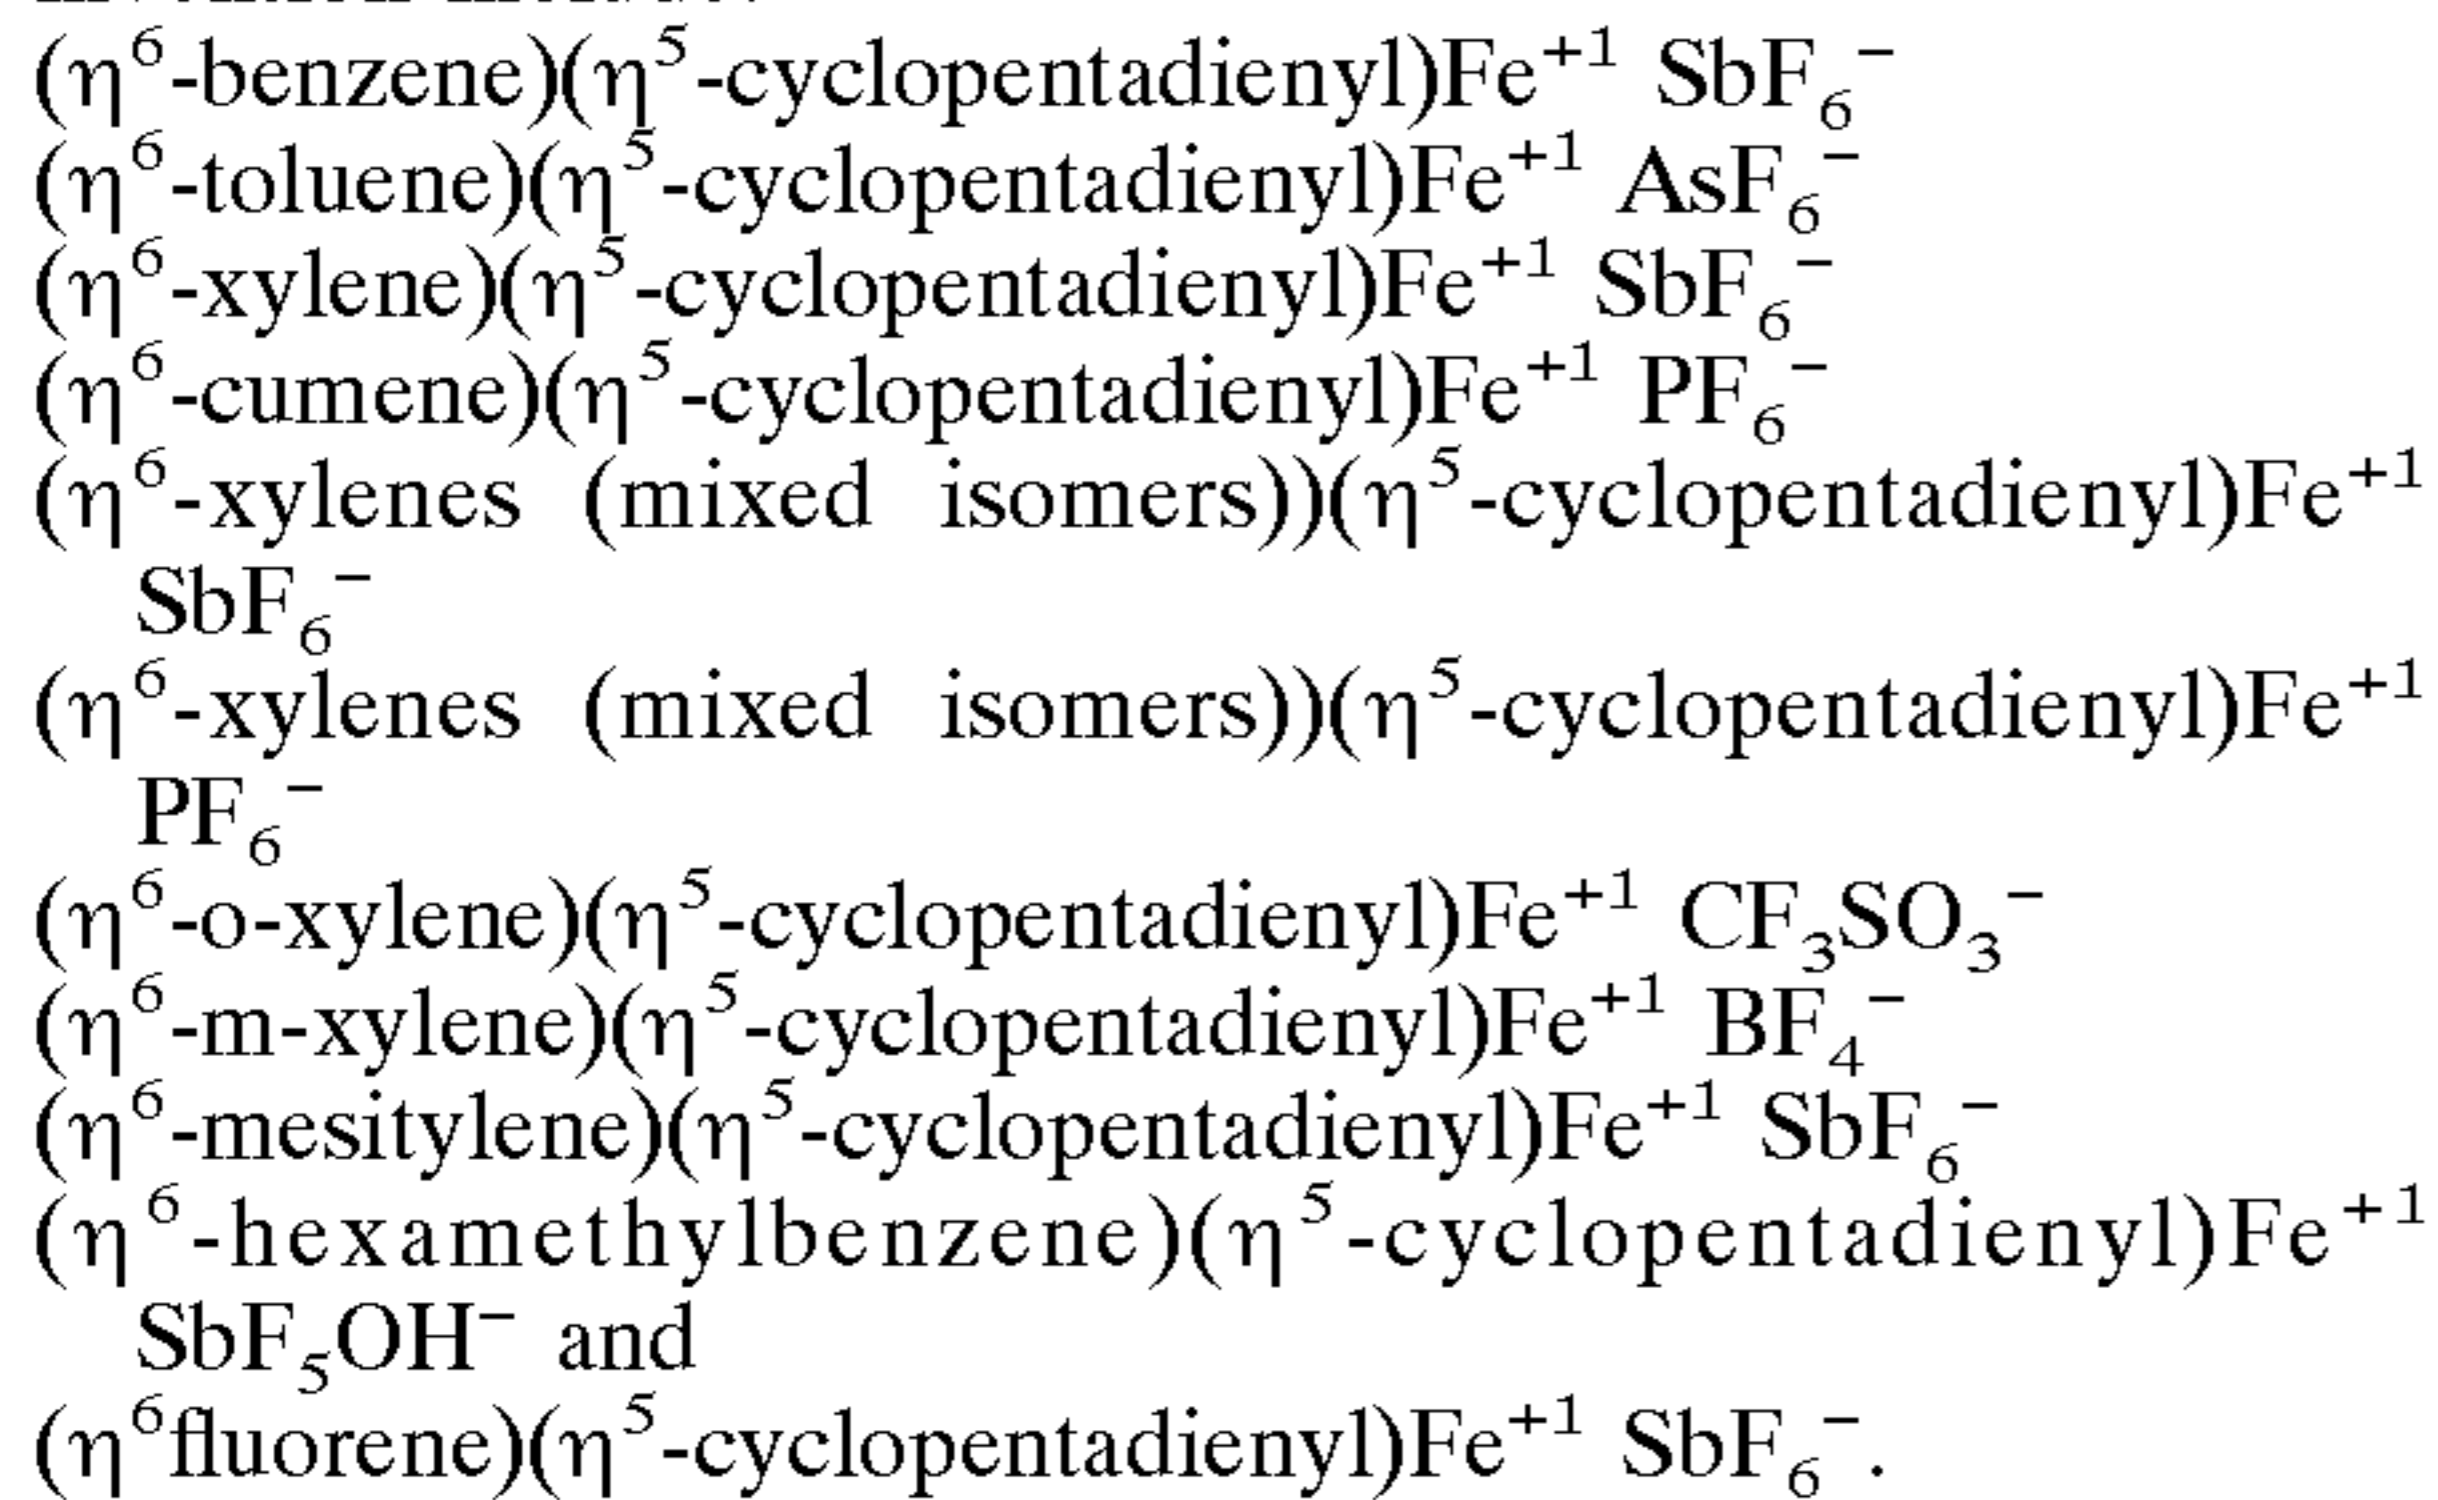 (η⁶-benzene)(η⁵-cyclopentadienyl)Fe⁺¹ SbF₆⁻
(η⁶-toluene)(η⁵-cyclopentadienyl)Fe⁺¹ AsF₆⁻
(η⁶-xylene)(η⁵-cyclopentadienyl)Fe⁺¹ SbF₆⁻
(η⁶-cumene)(η⁵-cyclopentadienyl)Fe⁺¹ PF₆⁻
(η⁶-xylenes (mixed isomers))(η⁵-cyclopentadienyl)Fe⁺¹
SbF₆⁻
(η⁶-xylenes (mixed isomers))(η⁵-cyclopentadienyl)Fe⁺¹
PF₆⁻
(η⁶-o-xylene)(η⁵-cyclopentadienyl)Fe⁺¹ CF₃SO₃⁻
(η⁶-m-xylene)(η⁵-cyclopentadienyl)Fe⁺¹ BF₄⁻
(η⁶-mesitylene)(η⁵-cyclopentadienyl)Fe⁺¹ SbF₆⁻
(η⁶-hexamethylbenzene)(η⁵-cyclopentadienyl)Fe⁺¹
SbF₅OH⁻ and
(η⁶fluorene)(η⁵-cyclopentadienyl)Fe⁺¹ SbF₆⁻.